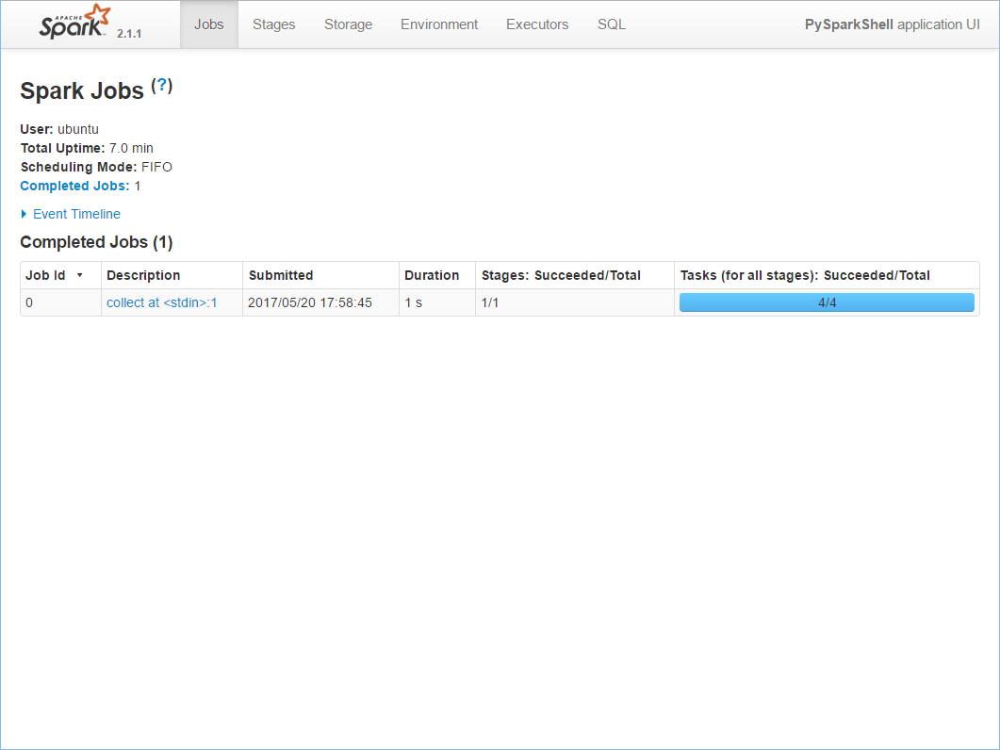 APACHE Spark 2.1.1 Jobs Stages Storage Environment Executors SQL PySparkShell application UI
Spark Jobs (?)
User: ubuntu
Total Uptime: 7.0 min
Scheduling Mode: FIFO
Completed Jobs: 1
Event Timeline
Completed Jobs (1)
Job Id ▾ Description Submitted Duration Stages: Succeeded/Total Tasks (for all stages): Succeeded/Total
0 collect at <stdin>:1 2017/05/20 17:58:45 1 s 1/1 4/4